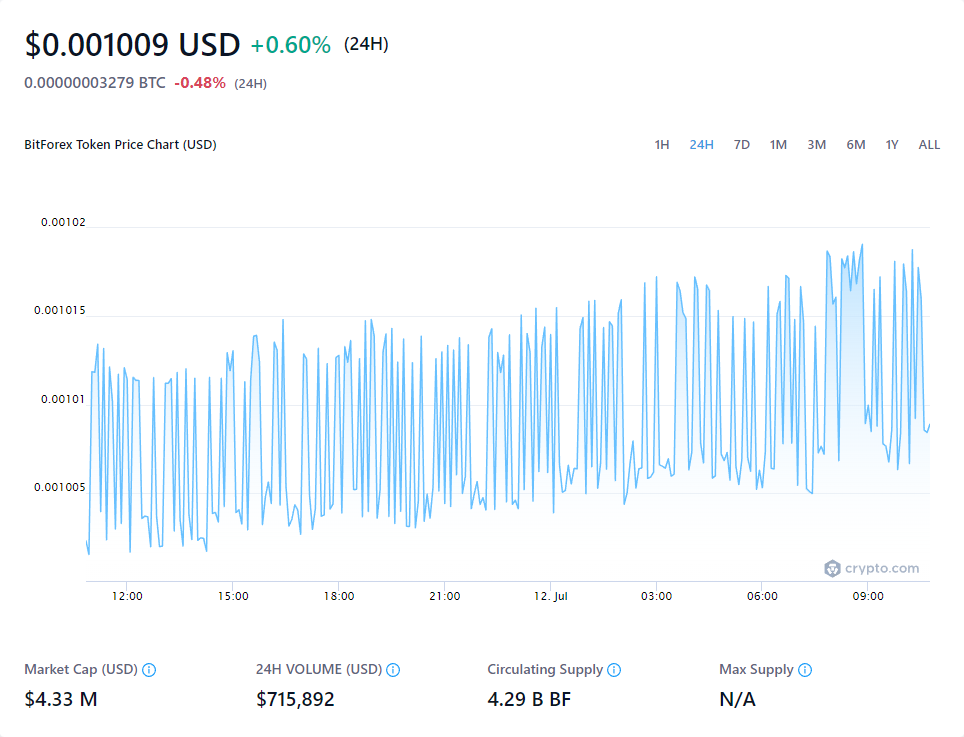 $0.001009 USD +0.60% (24H)
0.00000003279 BTC -0.48% (24H)
BitForex Token Price Chart (USD) 1H 24H 7D 1M 3M 6M 1Y ALL
0.00102
0.001015
0.00101
0.001005
crypto.com
12:00 15:00 18:00 21:00 12. Jul 03:00 06:00 09:00
Market Cap (USD) 24H VOLUME (USD) Circulating Supply Max Supply
$4.33 M $715,892 4.29 B BF N/A